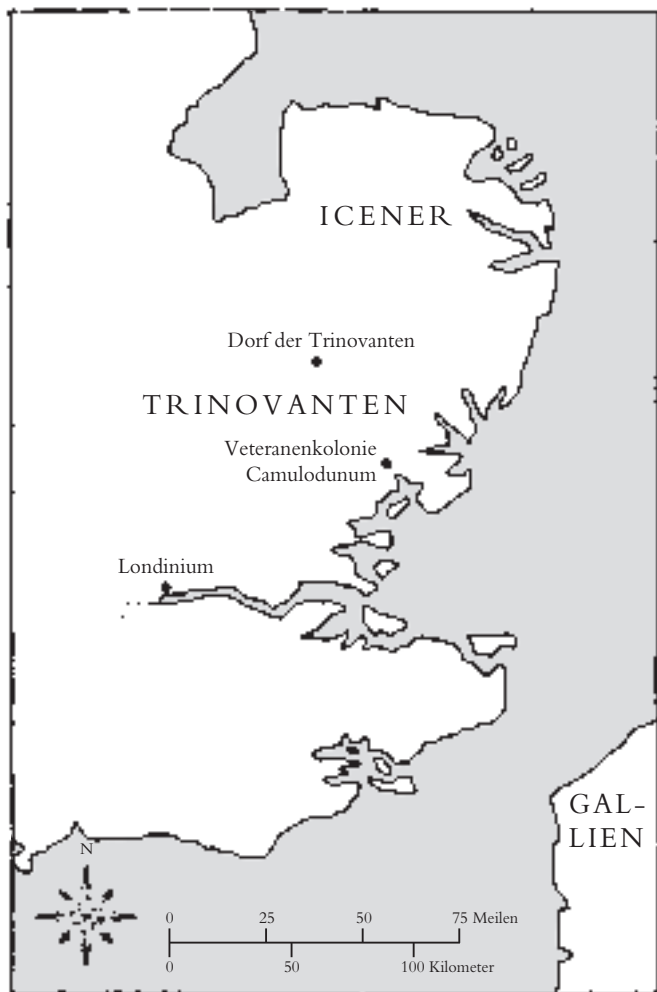 ICENER
Dorf der Trinovanten
TRINOVANTEN
Veteranenkolonie
Camulodunum
Londinium
GAL-
LIEN
N
0 25 50 75 Meilen
0 50 100 Kilometer